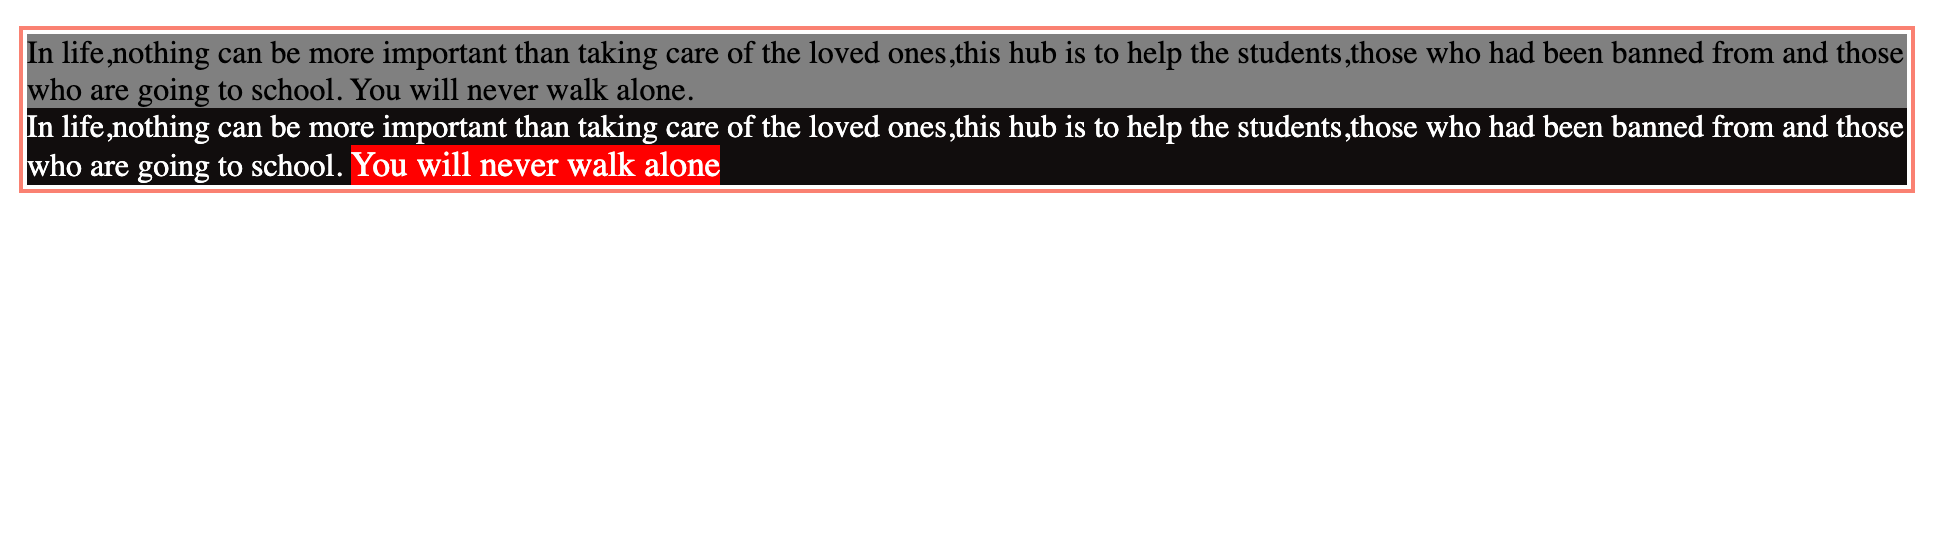 In life,nothing can be more important than taking care of the loved ones,this hub is to help the students,those who had been banned from and those
who are going to school. You will never walk alone.
In life,nothing can be more important than taking care of the loved ones,this hub is to help the students,those who had been banned from and those
who are going to school. You will never walk alone